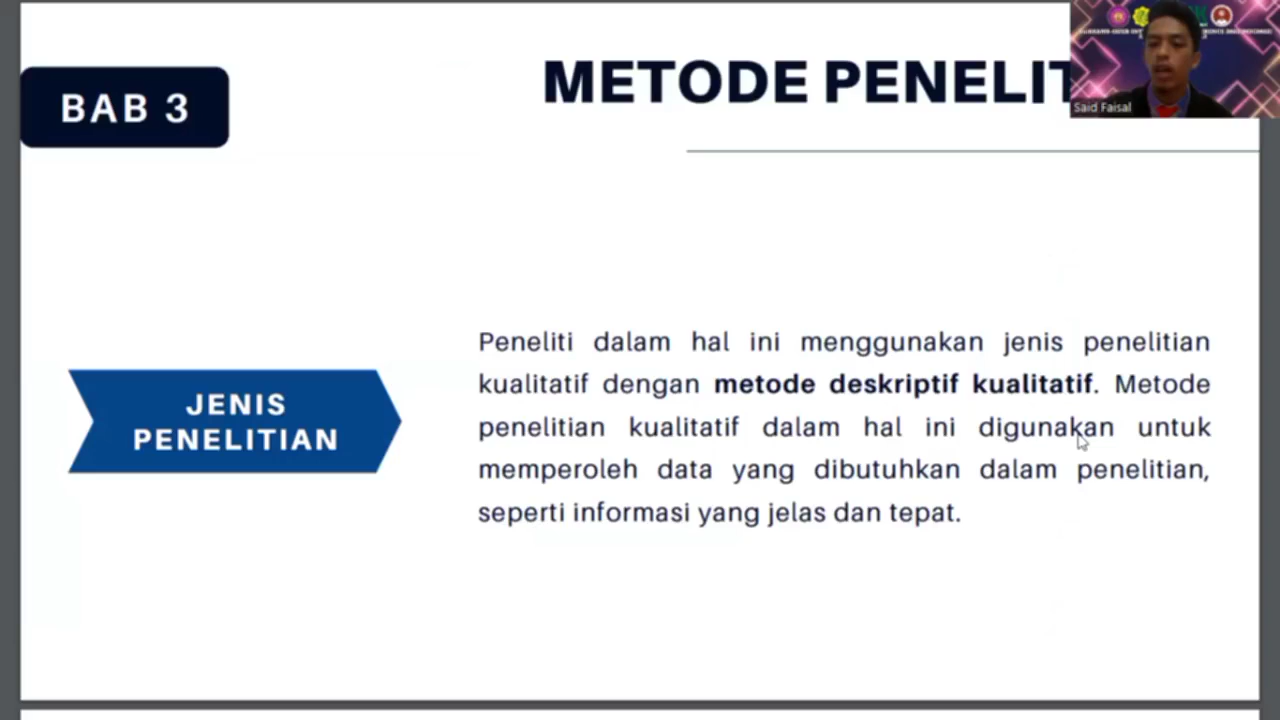 BAB 3
METODE PENELIT
Said Faisal
JENIS
PENELITIAN
Peneliti dalam hal ini menggunakan jenis penelitian
kualitatif dengan metode deskriptif kualitatif. Metode
penelitian kualitatif dalam hal ini digunakan untuk
memperoleh data yang dibutuhkan dalam penelitian,
seperti informasi yang jelas dan tepat.